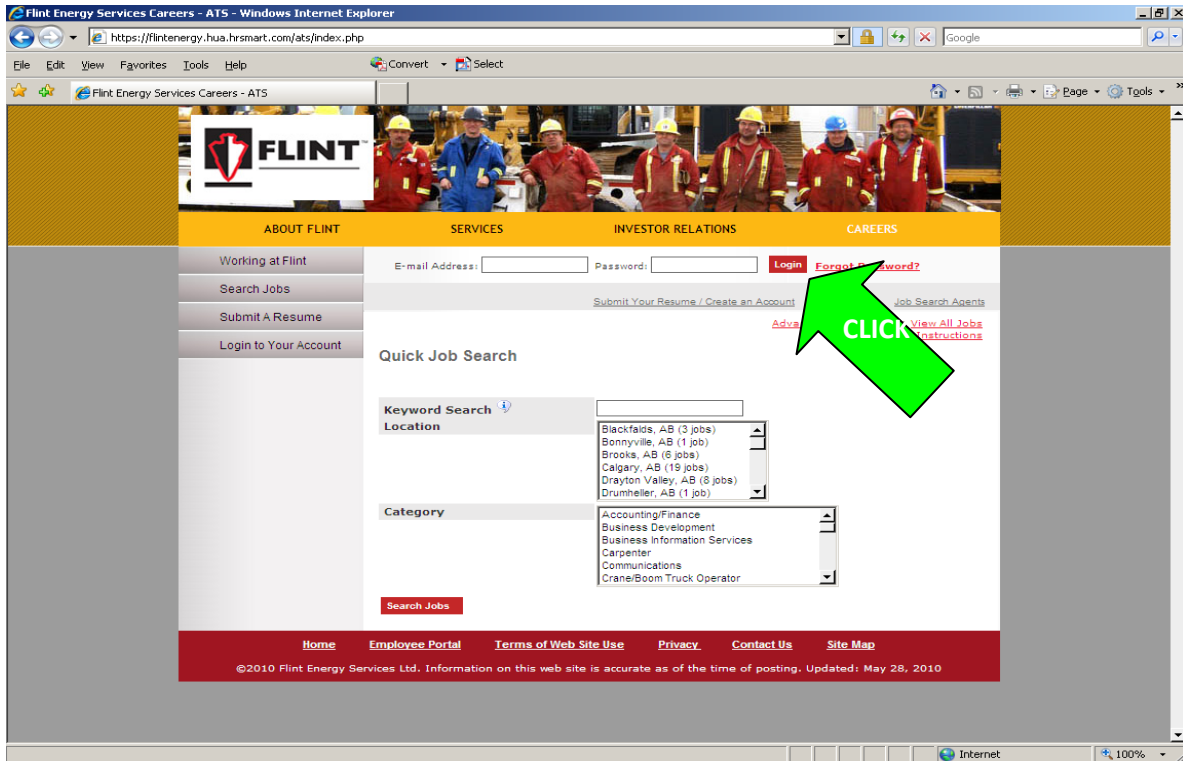 Flint Energy Services Careers - ATS - Windows Internet Explorer
https://flintenergy.hua.hrsmart.com/ats/index.php
Google
File Edit View Favorites Tools Help Convert Select
Flint Energy Services Careers - ATS
Page Tools
FLINT
ABOUT FLINT SERVICES INVESTOR RELATIONS CAREERS
Working at Flint
Search Jobs
Submit A Resume
Login to Your Account
E-mail Address: Password: Login Forgot Password?
Submit Your Resume / Create an Account Job Search Agents
View All Jobs
Instructions
CLICK
Quick Job Search
Keyword Search
Location
Blackfalds, AB (3 jobs)
Bonnyville, AB (1 job)
Brooks, AB (6 jobs)
Calgary, AB (19 jobs)
Drayton Valley, AB (8 jobs)
Drumheller, AB (1 job)
Category
Accounting/Finance
Business Development
Business Information Services
Carpenter
Communications
Crane/Boom Truck Operator
Search Jobs
Home Employee Portal Terms of Web Site Use Privacy Contact Us Site Map
©2010 Flint Energy Services Ltd. Information on this web site is accurate as of the time of posting. Updated: May 28, 2010
Internet 100%